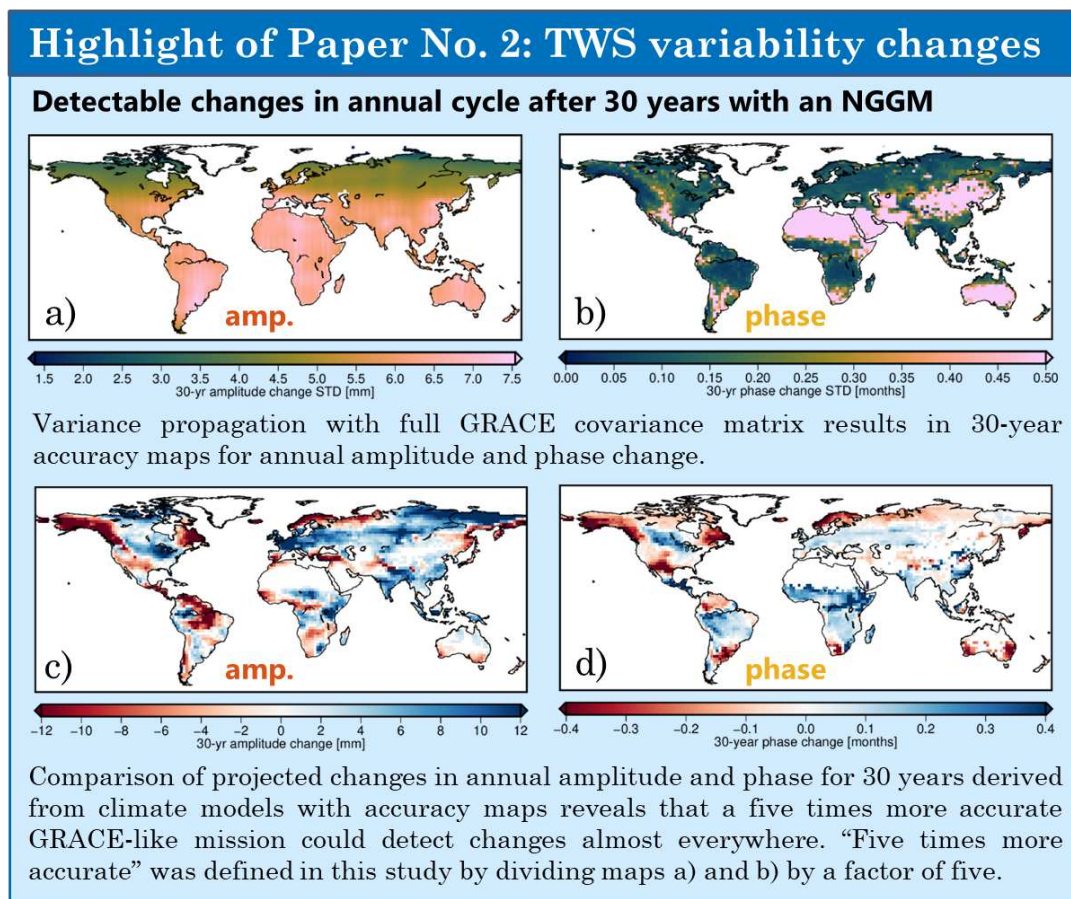 Highlight of Paper No. 2: TWS variability changes
Detectable changes in annual cycle after 30 years with an NGGM
a)
amp.
1.5 2.0 2.5 3.0 3.5 4.0 4.5 5.0 5.5 6.0 6.5 7.0 7.5
30-yr amplitude change STD [mm]
b)
phase
0.00 0.05 0.10 0.15 0.20 0.25 0.30 0.35 0.40 0.45 0.50
30-yr phase change STD [months]
Variance propagation with full GRACE covariance matrix results in 30-year
accuracy maps for annual amplitude and phase change.
c)
amp.
−12 −10 −8 −6 −4 −2 0 2 4 6 8 10 12
30-yr amplitude change [mm]
d)
phase
−0.4 −0.3 −0.2 −0.1 0.0 0.1 0.2 0.3 0.4
30-year phase change [months]
Comparison of projected changes in annual amplitude and phase for 30 years derived
from climate models with accuracy maps reveals that a five times more accurate
GRACE-like mission could detect changes almost everywhere. “Five times more
accurate” was defined in this study by dividing maps a) and b) by a factor of five.